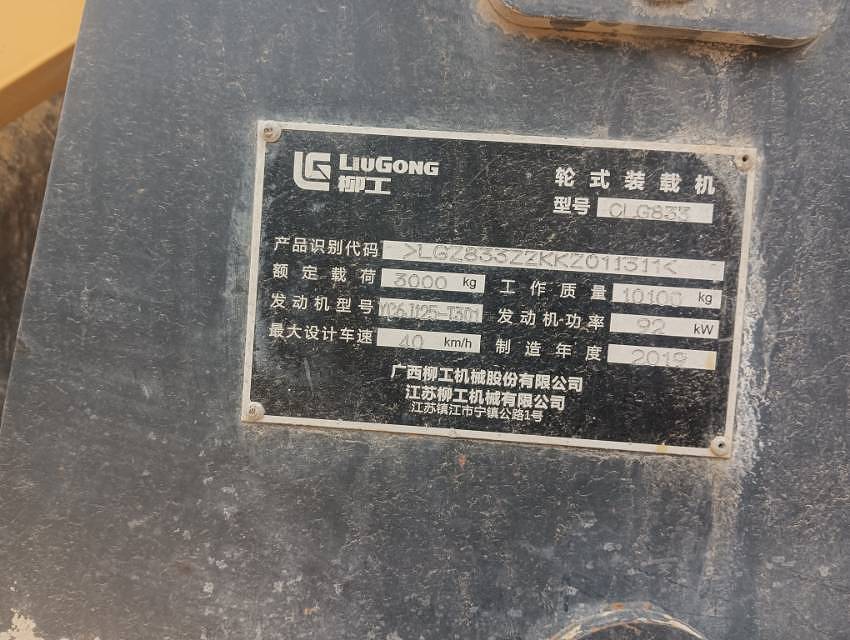 LG LIUGONG
柳工
轮式装载机
型号 CLG833
产品识别代码 >LGZ833Z2KKZ011311<
额定载荷 3000 kg 工作质量 10100 kg
发动机型号 YC6J125-T301 发动机功率 92 kW
最大设计车速 40 km/h 制造年度 2019
广西柳工机械股份有限公司
江苏柳工机械有限公司
江苏镇江市宁镇公路1号